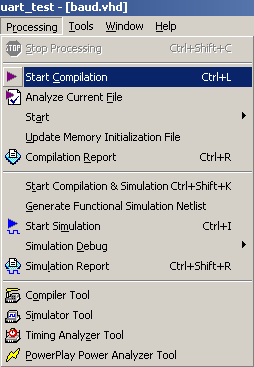 uart_test - [baud.vhd]
Processing Tools Window Help
Stop Processing Ctrl+Shift+C
Start Compilation Ctrl+L
Analyze Current File
Start
Update Memory Initialization File
Compilation Report Ctrl+R
Start Compilation & Simulation Ctrl+Shift+K
Generate Functional Simulation Netlist
Start Simulation Ctrl+I
Simulation Debug
Simulation Report Ctrl+Shift+R
Compiler Tool
Simulator Tool
Timing Analyzer Tool
PowerPlay Power Analyzer Tool